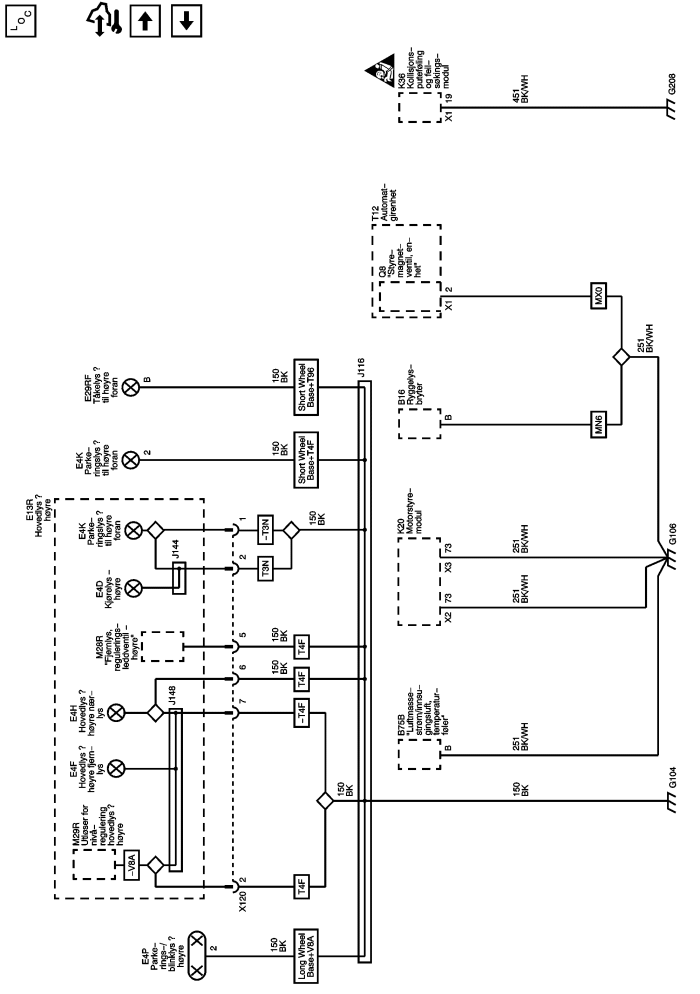 LOC
K36
Kollisjons-
puteføling
og feil-
søkings-
modul
X1 19
451
BK/WH
G208
T12
Automat-
girenhet
Q8
"Styre-
magnet-
ventil, en-
het"
X1 2
MX0
251
BK/WH
B16
Ryggelys-
bryter
B
MN6
K20
Motorstyre-
modul
X3 73
251
BK/WH
X2 73
251
BK/WH
G106
B75B
"Luftmasse-
strøm/innsu-
gingsluft,
temperatur-
føler"
B
251
BK/WH
150
BK
G104
E29RF
Tåkelys ?
til høyre
foran
B
150
BK
Short Wheel
Base+T96
J116
E4K
Parke-
ringslys ?
til høyre
foran
2
150
BK
Short Wheel
Base+T4F
E13R
Hovedlys ?
høyre
E4K
Parke-
ringslys ?
til høyre
foran
1
-T3N
150
BK
J144
E4D
Kjørelys -
høyre
2
T3N
M28R
"Fjernlys,
regulerings-
leddventil -
høyre"
5
150
BK
T4F
6
150
BK
T4F
E4H
Hovedlys ?
høyre nær-
lys
J148
7
-T4F
E4F
Hovedlys ?
høyre fjern-
lys
150
BK
M29R
Utløser for
nivå-
regulering
hovedlys ?
høyre
-V8A
X120 2
T4F
E4P
Parke-
rings-/
blinklys ?
høyre
2
150
BK
Long Wheel
Base+V8A